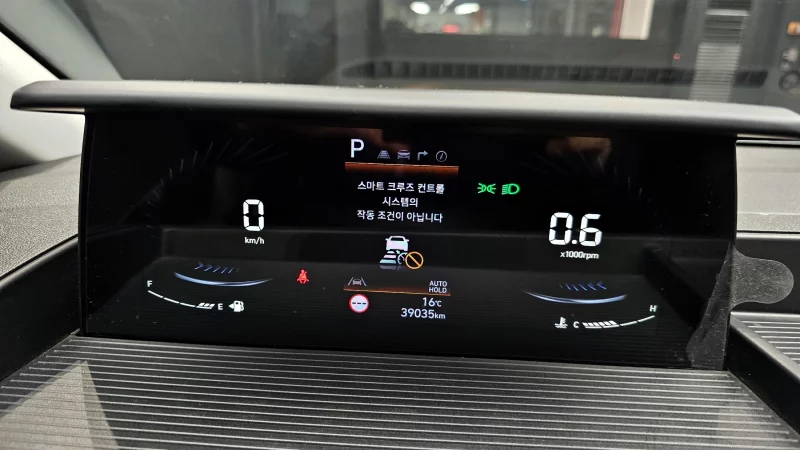 P
스마트 크루즈 컨트롤
시스템의
작동 조건이 아닙니다
0
km/h
0.6
x1000rpm
F
E
AUTO
HOLD
16℃
39035km
C
H